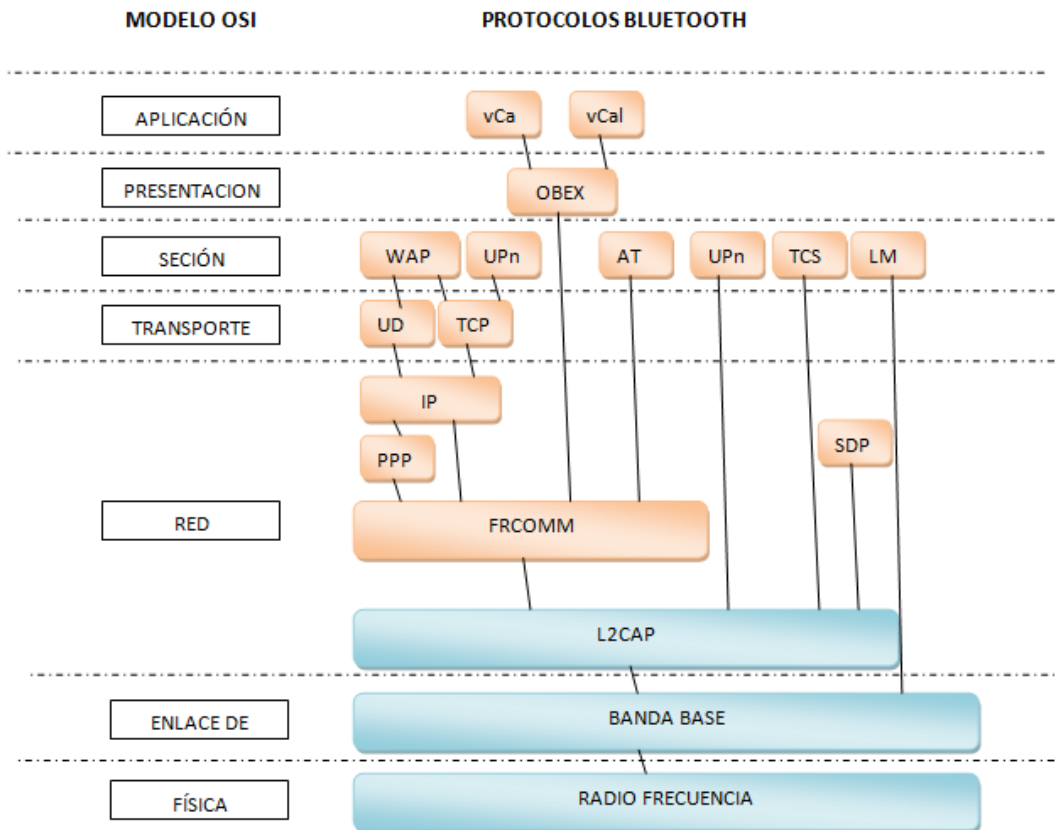 MODELO OSI PROTOCOLOS BLUETOOTH
APLICACIÓN vCa vCal
PRESENTACION OBEX
SECIÓN WAP UPn AT UPn TCS LM
TRANSPORTE UD TCP
IP
SDP
PPP
RED FRCOMM
L2CAP
ENLACE DE BANDA BASE
FÍSICA RADIO FRECUENCIA